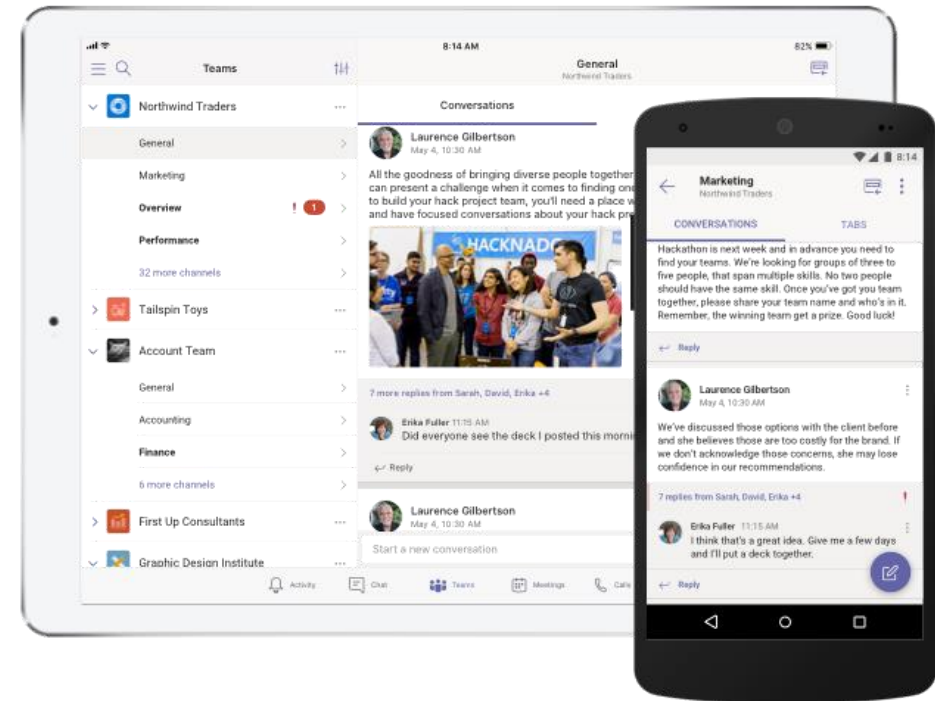 8:14 AM
82%
Teams
General
Northwind Traders
Northwind Traders
General
Marketing
Overview
! 1
Performance
32 more channels
Tailspin Toys
Account Team
General
Accounting
Finance
6 more channels
First Up Consultants
Graphic Design Institute
Conversations
Laurence Gilbertson
May 4, 10:30 AM
All the goodness of bringing diverse people together
can present a challenge when it comes to finding
to build your hack project team, you'll need a place
and have focused conversations about your hack
HACKNADO
7 more replies from Sarah, David, Erika +4
Erika Fuller 11:15 AM
Did everyone see the deck I posted this
Reply
Laurence Gilbertson
May 4, 10:30 AM
Start a new conversation
Activity
Chat
Teams
Meetings
Calls
8:14
Marketing
Northwind Traders
CONVERSATIONS
TABS
Hackathon is next week and in advance you need to
find your teams. We're looking for groups of three to
five people, that span multiple skills. No two people
should have the same skill. Once you've got you team
together, please share your team name and who's in it.
Remember, the winning team get a prize. Good luck!
Reply
Laurence Gilbertson
May 4, 10:30 AM
We've discussed those options with the client before
and she believes those are too costly for the brand. If
we don't acknowledge those concerns, she may lose
confidence in our recommendations.
7 replies from Sarah, David, Erika +4
!
Erika Fuller 11:15 AM
I think that's a great idea. Give me a few days
and I'll put a deck together.
Reply